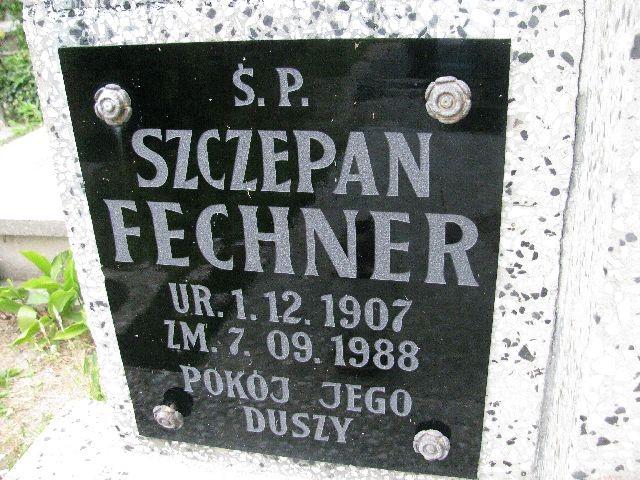 Ś. P.
SZCZEPAN
FECHNER
UR. 1. 12. 1907
ZM. 7. 09. 1988
POKÓJ JEGO
DUSZY